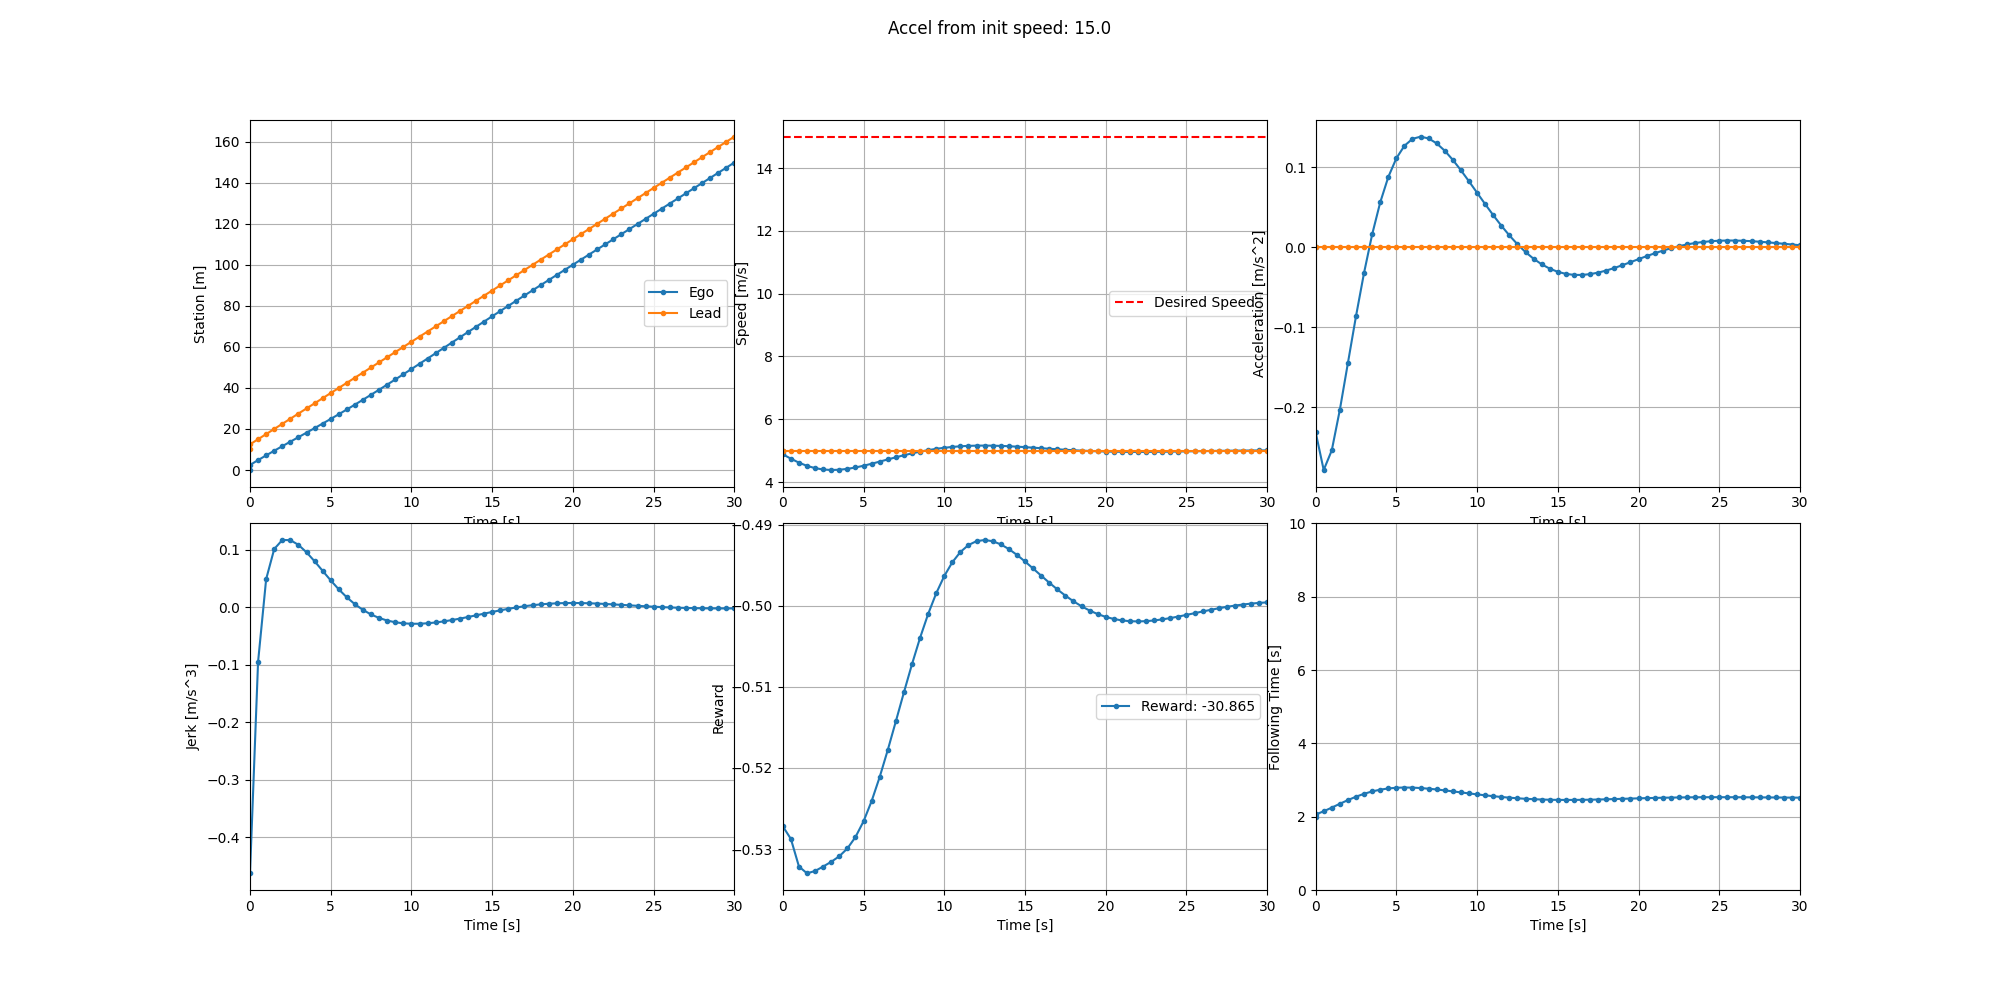 Accel from init speed: 15.0
160
140
120
100
80
60
40
20
0
Station [m]
Ego
Lead
0 5 10 15 20 25 30
Time [s]
14
12
10
8
6
4
Speed [m/s]
Desired Speed
0 5 10 15 20 25 30
Time [s]
0.1
0.0
−0.1
−0.2
Acceleration [m/s^2]
0 5 10 15 20 25 30
Time [s]
0.1
0.0
−0.1
−0.2
−0.3
−0.4
Jerk [m/s^3]
0 5 10 15 20 25 30
Time [s]
−0.49
−0.50
−0.51
−0.52
−0.53
Reward
Reward: -30.865
0 5 10 15 20 25 30
Time [s]
10
8
6
4
2
0
Following Time [s]
0 5 10 15 20 25 30
Time [s]